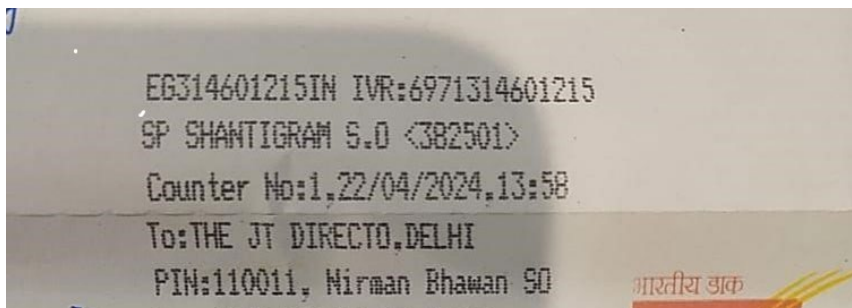 EG314601215IN IVR:6971314601215
SP SHANTIGRAM S.O <382501>
Counter No:1,22/04/2024,13:58
To:THE JT DIRECTO,DELHI
PIN:110011, Nirman Bhawan SO
भारतीय डाक